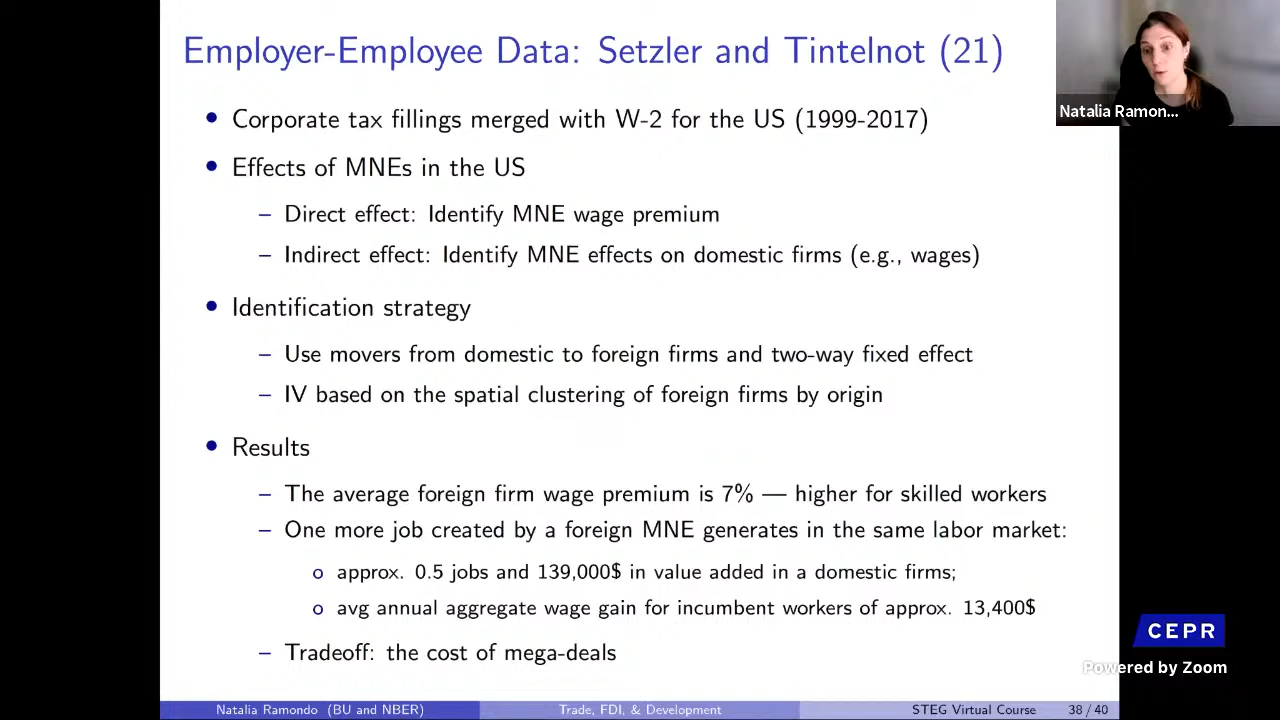 Employer-Employee Data: Setzler and Tintelnot (21)
• Corporate tax fillings merged with W-2 for the US (1999-2017)
• Effects of MNEs in the US
– Direct effect: Identify MNE wage premium
– Indirect effect: Identify MNE effects on domestic firms (e.g., wages)
• Identification strategy
– Use movers from domestic to foreign firms and two-way fixed effect
– IV based on the spatial clustering of foreign firms by origin
• Results
– The average foreign firm wage premium is 7% — higher for skilled workers
– One more job created by a foreign MNE generates in the same labor market:
o approx. 0.5 jobs and 139,000$ in value added in a domestic firms;
o avg annual aggregate wage gain for incumbent workers of approx. 13,400$
– Tradeoff: the cost of mega-deals
Natalia Ramondo (BU and NBER) Trade, FDI, & Development STEG Virtual Course 38 / 40
Natalia Ramon...
CEPR
Powered by Zoom